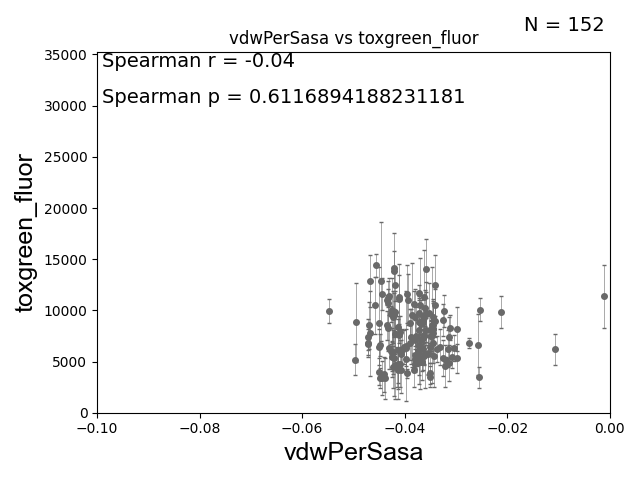 N = 152
vdwPerSasa vs toxgreen_fluor
Spearman r = -0.04
Spearman p = 0.6116894188231181
toxgreen_fluor
35000
30000
25000
20000
15000
10000
5000
0
−0.10
−0.08
−0.06
−0.04
−0.02
0.00
vdwPerSasa